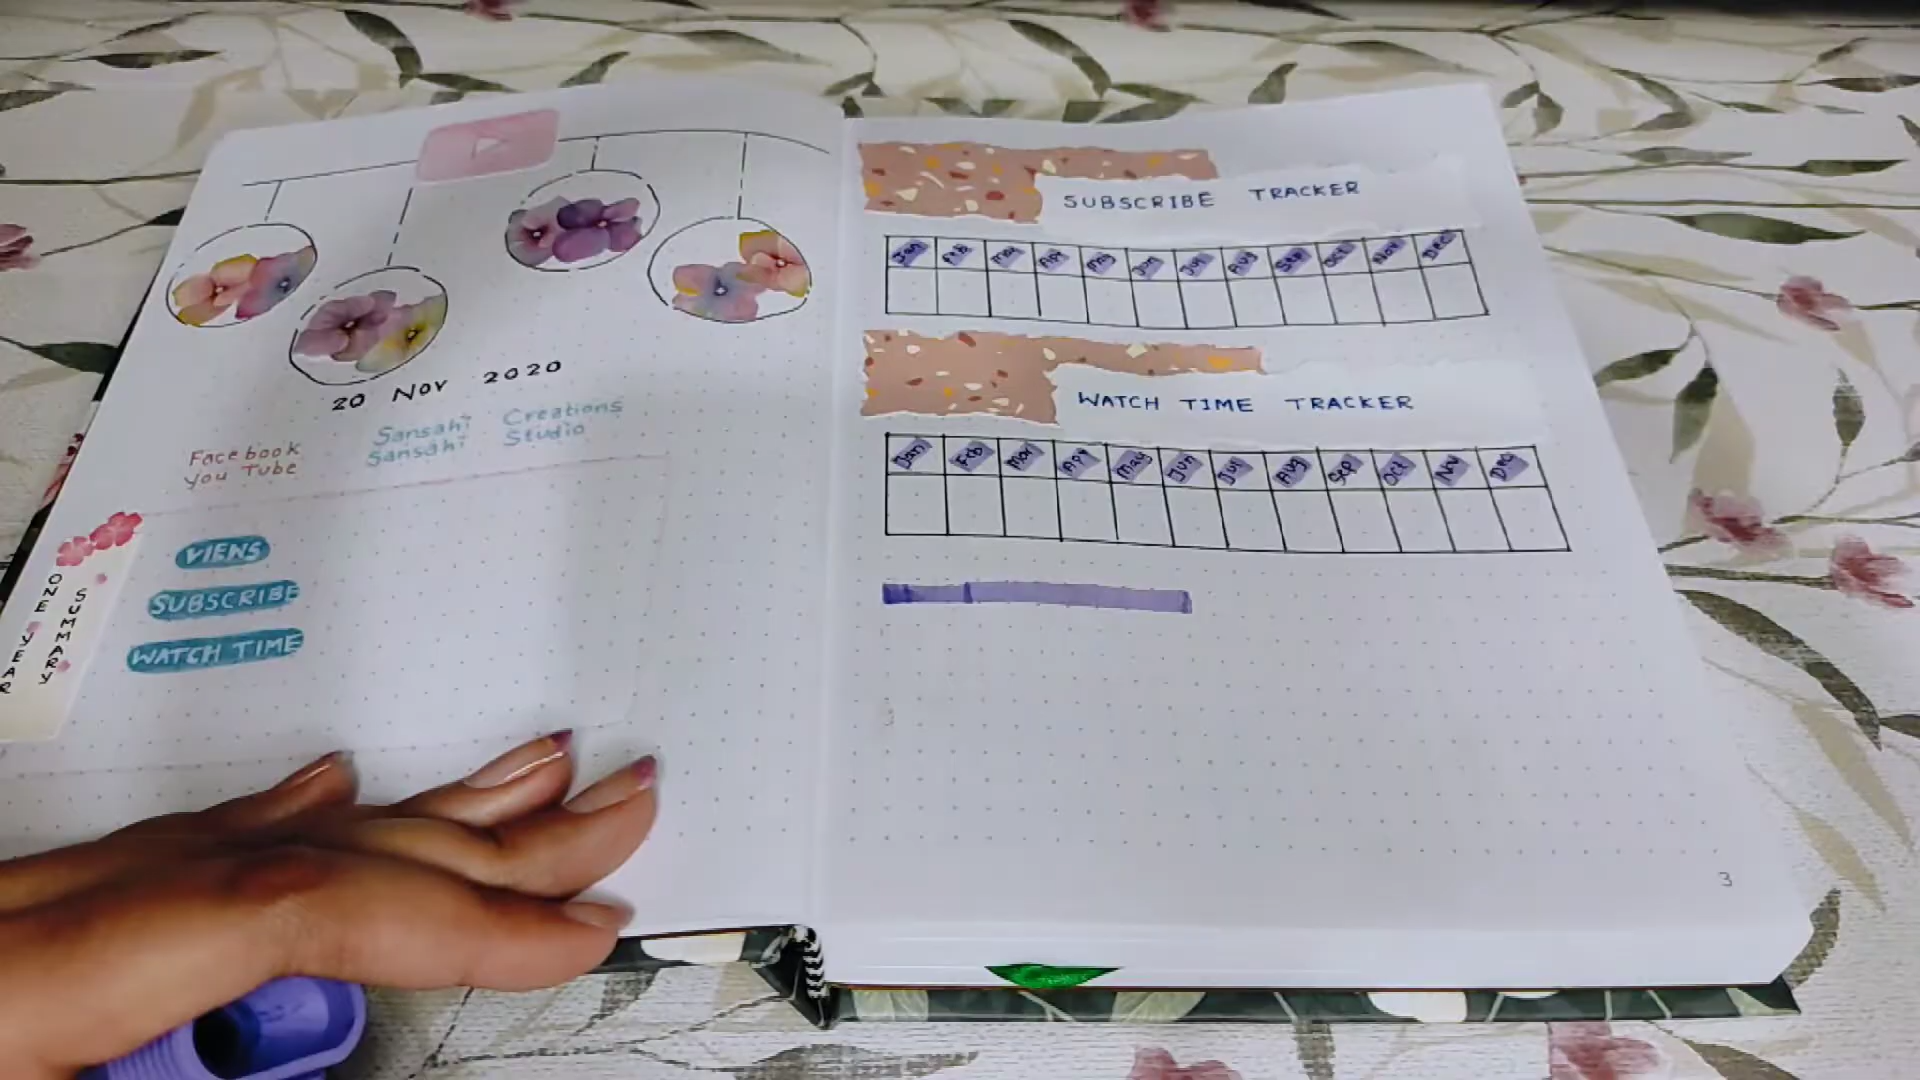 20 Nov 2020
Facebook Sansahi Creations
You Tube Sansahi Studio
ONE YEAR
SUMMARY
VIEWS
SUBSCRIBE
WATCH TIME
SUBSCRIBE TRACKER
Jan Feb Mar Apr May Jun Jul Aug Sep Oct Nov Dec
WATCH TIME TRACKER
Jan Feb Mar Apr May Jun Jul Aug Sep Oct Nov Dec
3